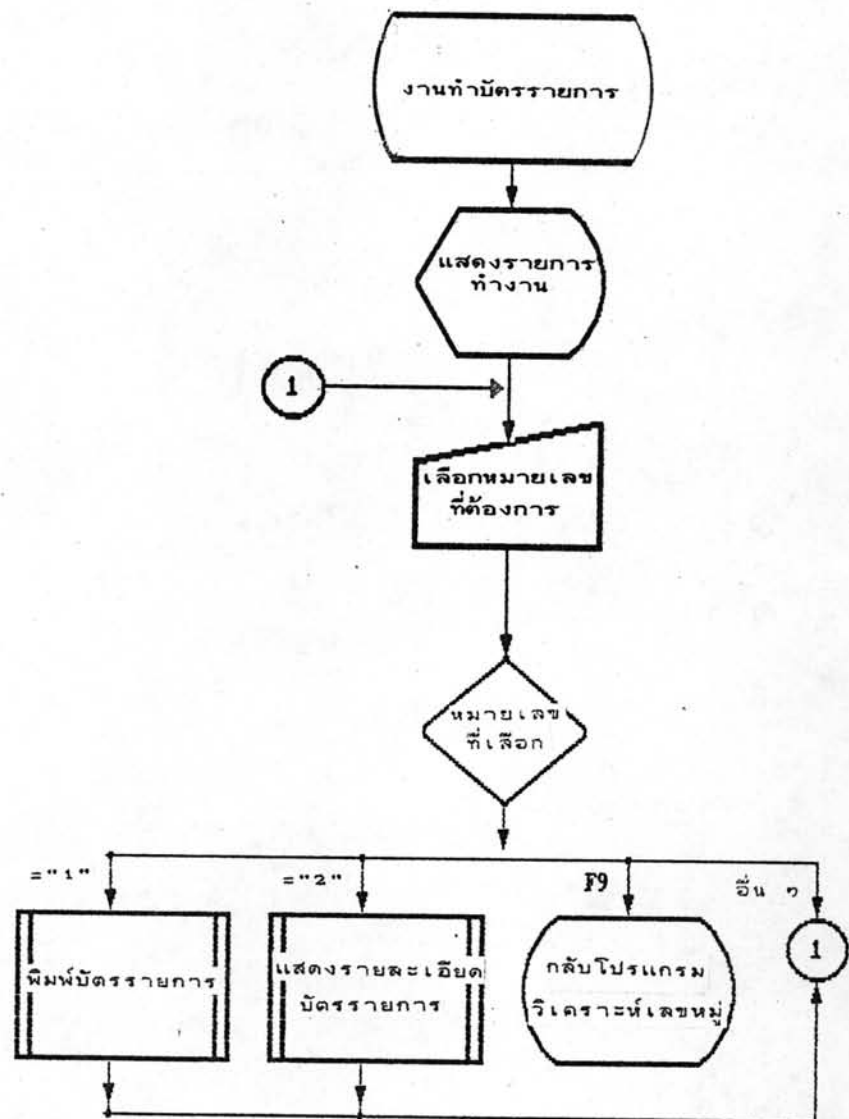 งานทำบัตรรายการ
แสดงรายการ
ทำงาน
1
เลือกหมายเลข
ที่ต้องการ
หมายเลข
ที่เลือก
="1"
="2"
F9
อื่น ๆ
พิมพ์บัตรรายการ
แสดงรายละเอียด
บัตรรายการ
กลับโปรแกรม
วิเคราะห์เลขหมู่
1